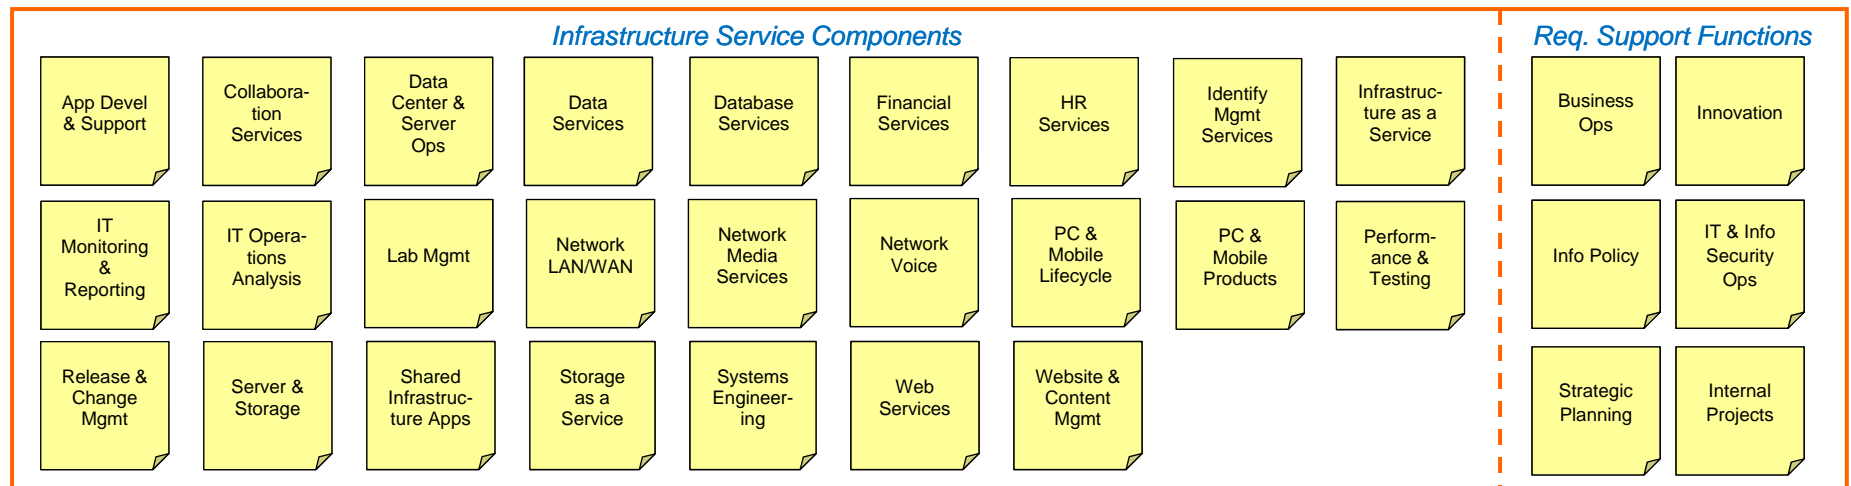 Infrastructure Service Components
Req. Support Functions
App Devel
& Support
Collabora-
tion
Services
Data
Center &
Server
Ops
Data
Services
Database
Services
Financial
Services
HR
Services
Identify
Mgmt
Services
Infrastruc-
ture as a
Service
Business
Ops
Innovation
IT
Monitoring
&
Reporting
IT Opera-
tions
Analysis
Lab Mgmt
Network
LAN/WAN
Network
Media
Services
Network
Voice
PC &
Mobile
Lifecycle
PC &
Mobile
Products
Perform-
ance &
Testing
Info Policy
IT & Info
Security
Ops
Release &
Change
Mgmt
Server &
Storage
Shared
Infrastruc-
ture Apps
Storage
as a
Service
Systems
Engineer-
ing
Web
Services
Website &
Content
Mgmt
Strategic
Planning
Internal
Projects